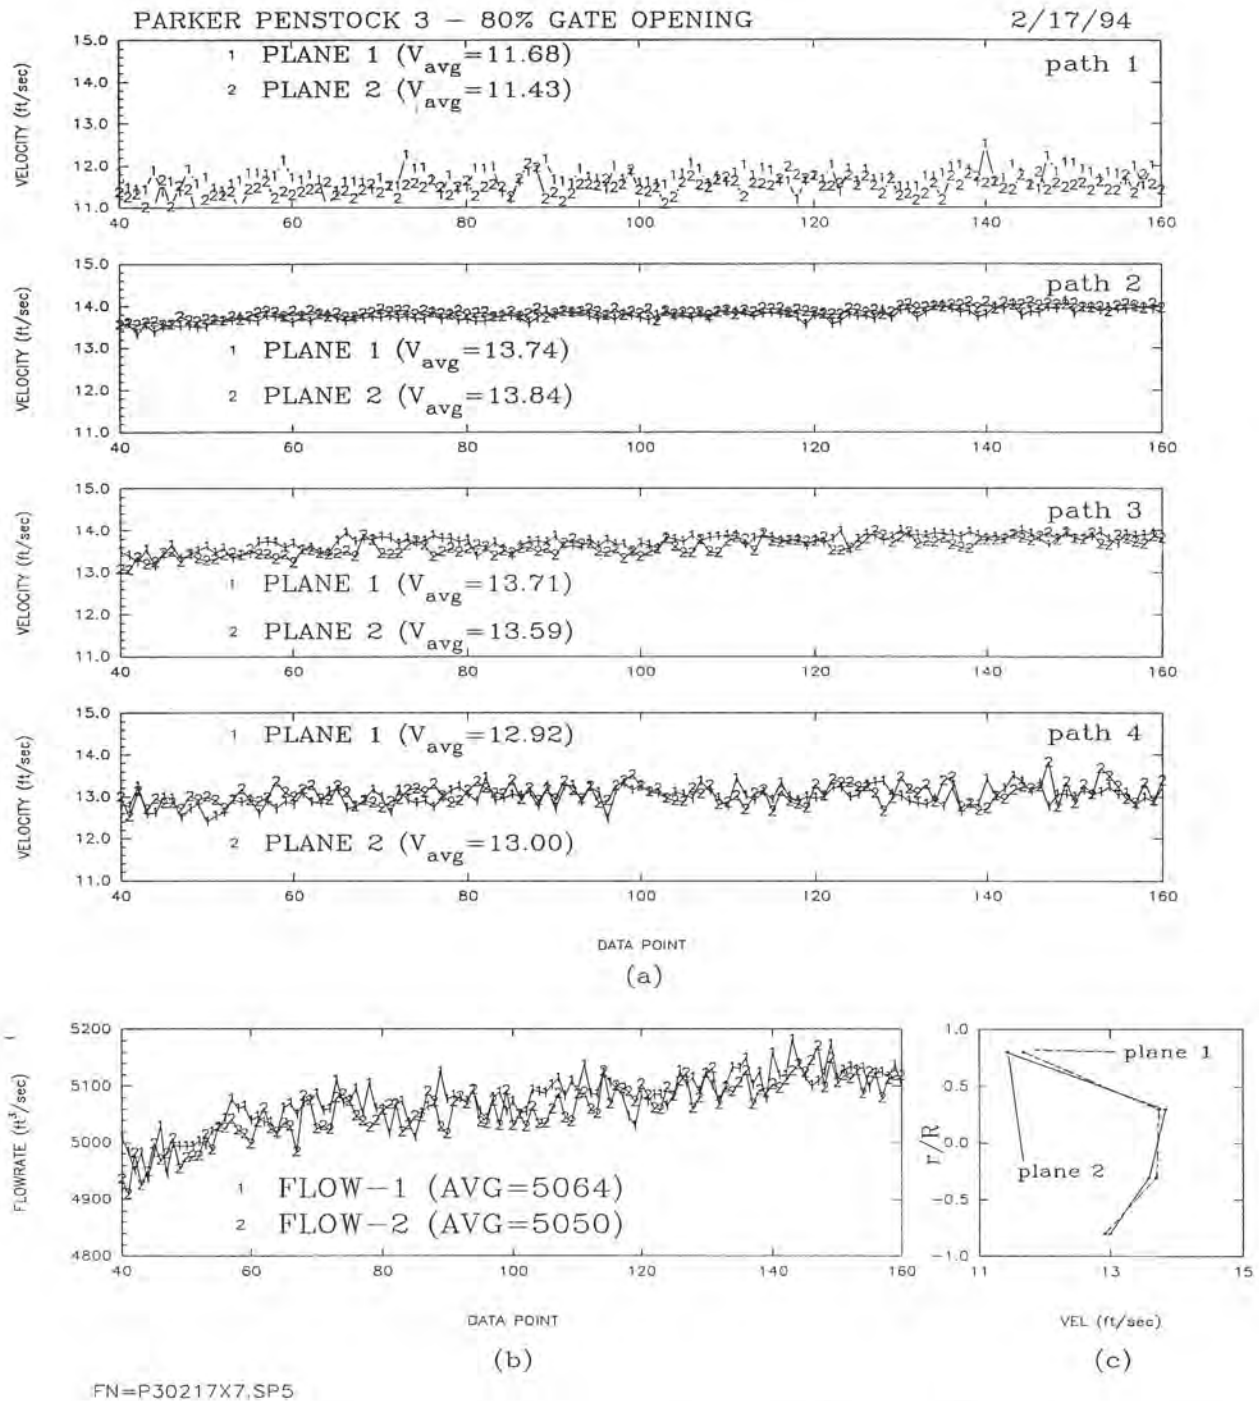 PARKER PENSTOCK 3 – 80% GATE OPENING 2/17/94
15.0
14.0
13.0
12.0
11.0
VELOCITY (ft/sec)
1 PLANE 1 (Vavg=11.68)
2 PLANE 2 (Vavg=11.43)
path 1
40 60 80 100 120 140 160
15.0
14.0
13.0
12.0
11.0
VELOCITY (ft/sec)
path 2
1 PLANE 1 (Vavg=13.74)
2 PLANE 2 (Vavg=13.84)
40 60 80 100 120 140 160
15.0
14.0
13.0
12.0
11.0
VELOCITY (ft/sec)
path 3
1 PLANE 1 (Vavg=13.71)
2 PLANE 2 (Vavg=13.59)
40 60 80 100 120 140 160
15.0
14.0
13.0
12.0
11.0
VELOCITY (ft/sec)
1 PLANE 1 (Vavg=12.92)
path 4
2 PLANE 2 (Vavg=13.00)
40 60 80 100 120 140 160
DATA POINT
(a)
5200
5100
5000
4900
4800
FLOWRATE (ft³/sec)
1 FLOW–1 (AVG=5064)
2 FLOW–2 (AVG=5050)
40 60 80 100 120 140 160
DATA POINT
(b)
1.0
0.5
0.0
−0.5
−1.0
r/R
plane 1
plane 2
11 13 15
VEL (ft/sec)
(c)
FN=P30217X7.SP5